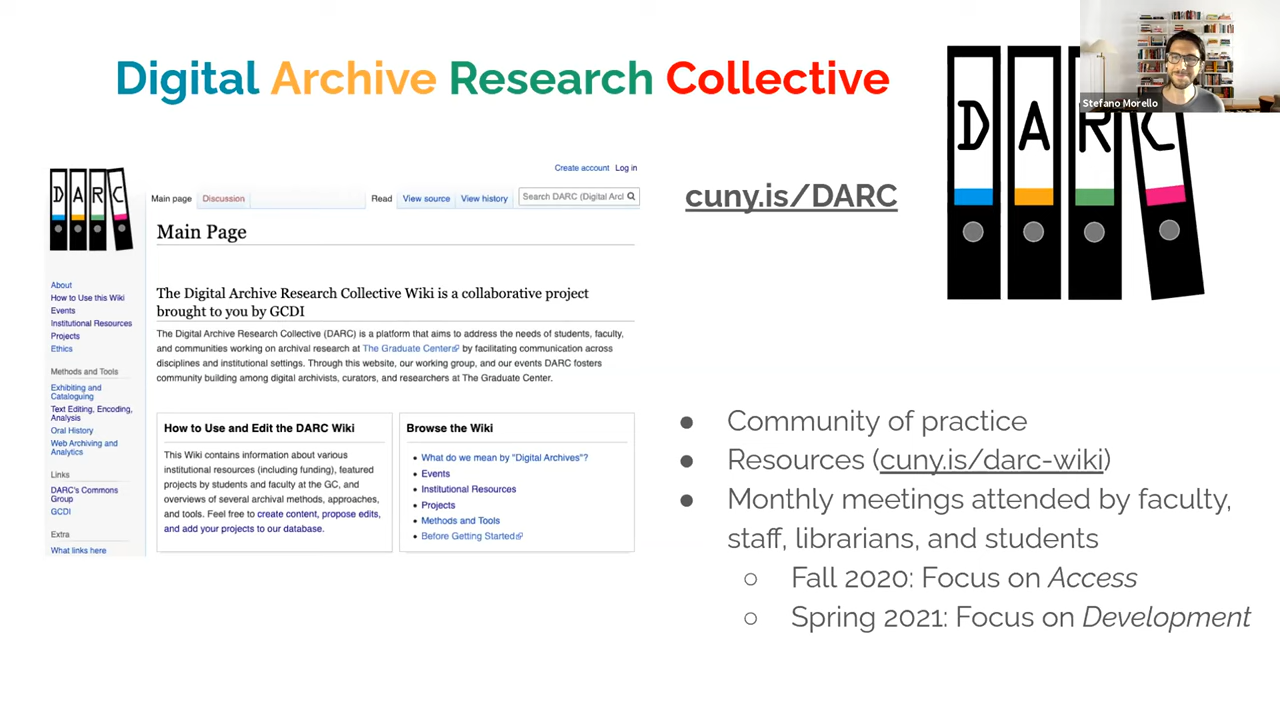 Digital Archive Research Collective
D A R C
Stefano Morello
cuny.is/DARC
D A R C
Create account Log in
Main page Discussion Read View source View history Search DARC (Digital Arcl
Main Page
The Digital Archive Research Collective Wiki is a collaborative project
brought to you by GCDI
The Digital Archive Research Collective (DARC) is a platform that aims to address the needs of students, faculty,
and communities working on archival research at The Graduate Center by facilitating communication across
disciplines and institutional settings. Through this website, our working group, and our events DARC fosters
community building among digital archivists, curators, and researchers at The Graduate Center.
About
How to Use this Wiki
Events
Institutional Resources
Projects
Ethics
Methods and Tools
Exhibiting and
Cataloguing
Text Editing, Encoding,
Analysis
Oral History
Web Archiving and
Analytics
Links
DARC's Commons
Group
GCDI
Extra
What links here
How to Use and Edit the DARC Wiki
This Wiki contains information about various
institutional resources (including funding), featured
projects by students and faculty at the GC, and
overviews of several archival methods, approaches,
and tools. Feel free to create content, propose edits,
and add your projects to our database.
Browse the Wiki
• What do we mean by "Digital Archives"?
• Events
• Institutional Resources
• Projects
• Methods and Tools
• Before Getting Started
● Community of practice
● Resources (cuny.is/darc-wiki)
● Monthly meetings attended by faculty,
staff, librarians, and students
○ Fall 2020: Focus on Access
○ Spring 2021: Focus on Development